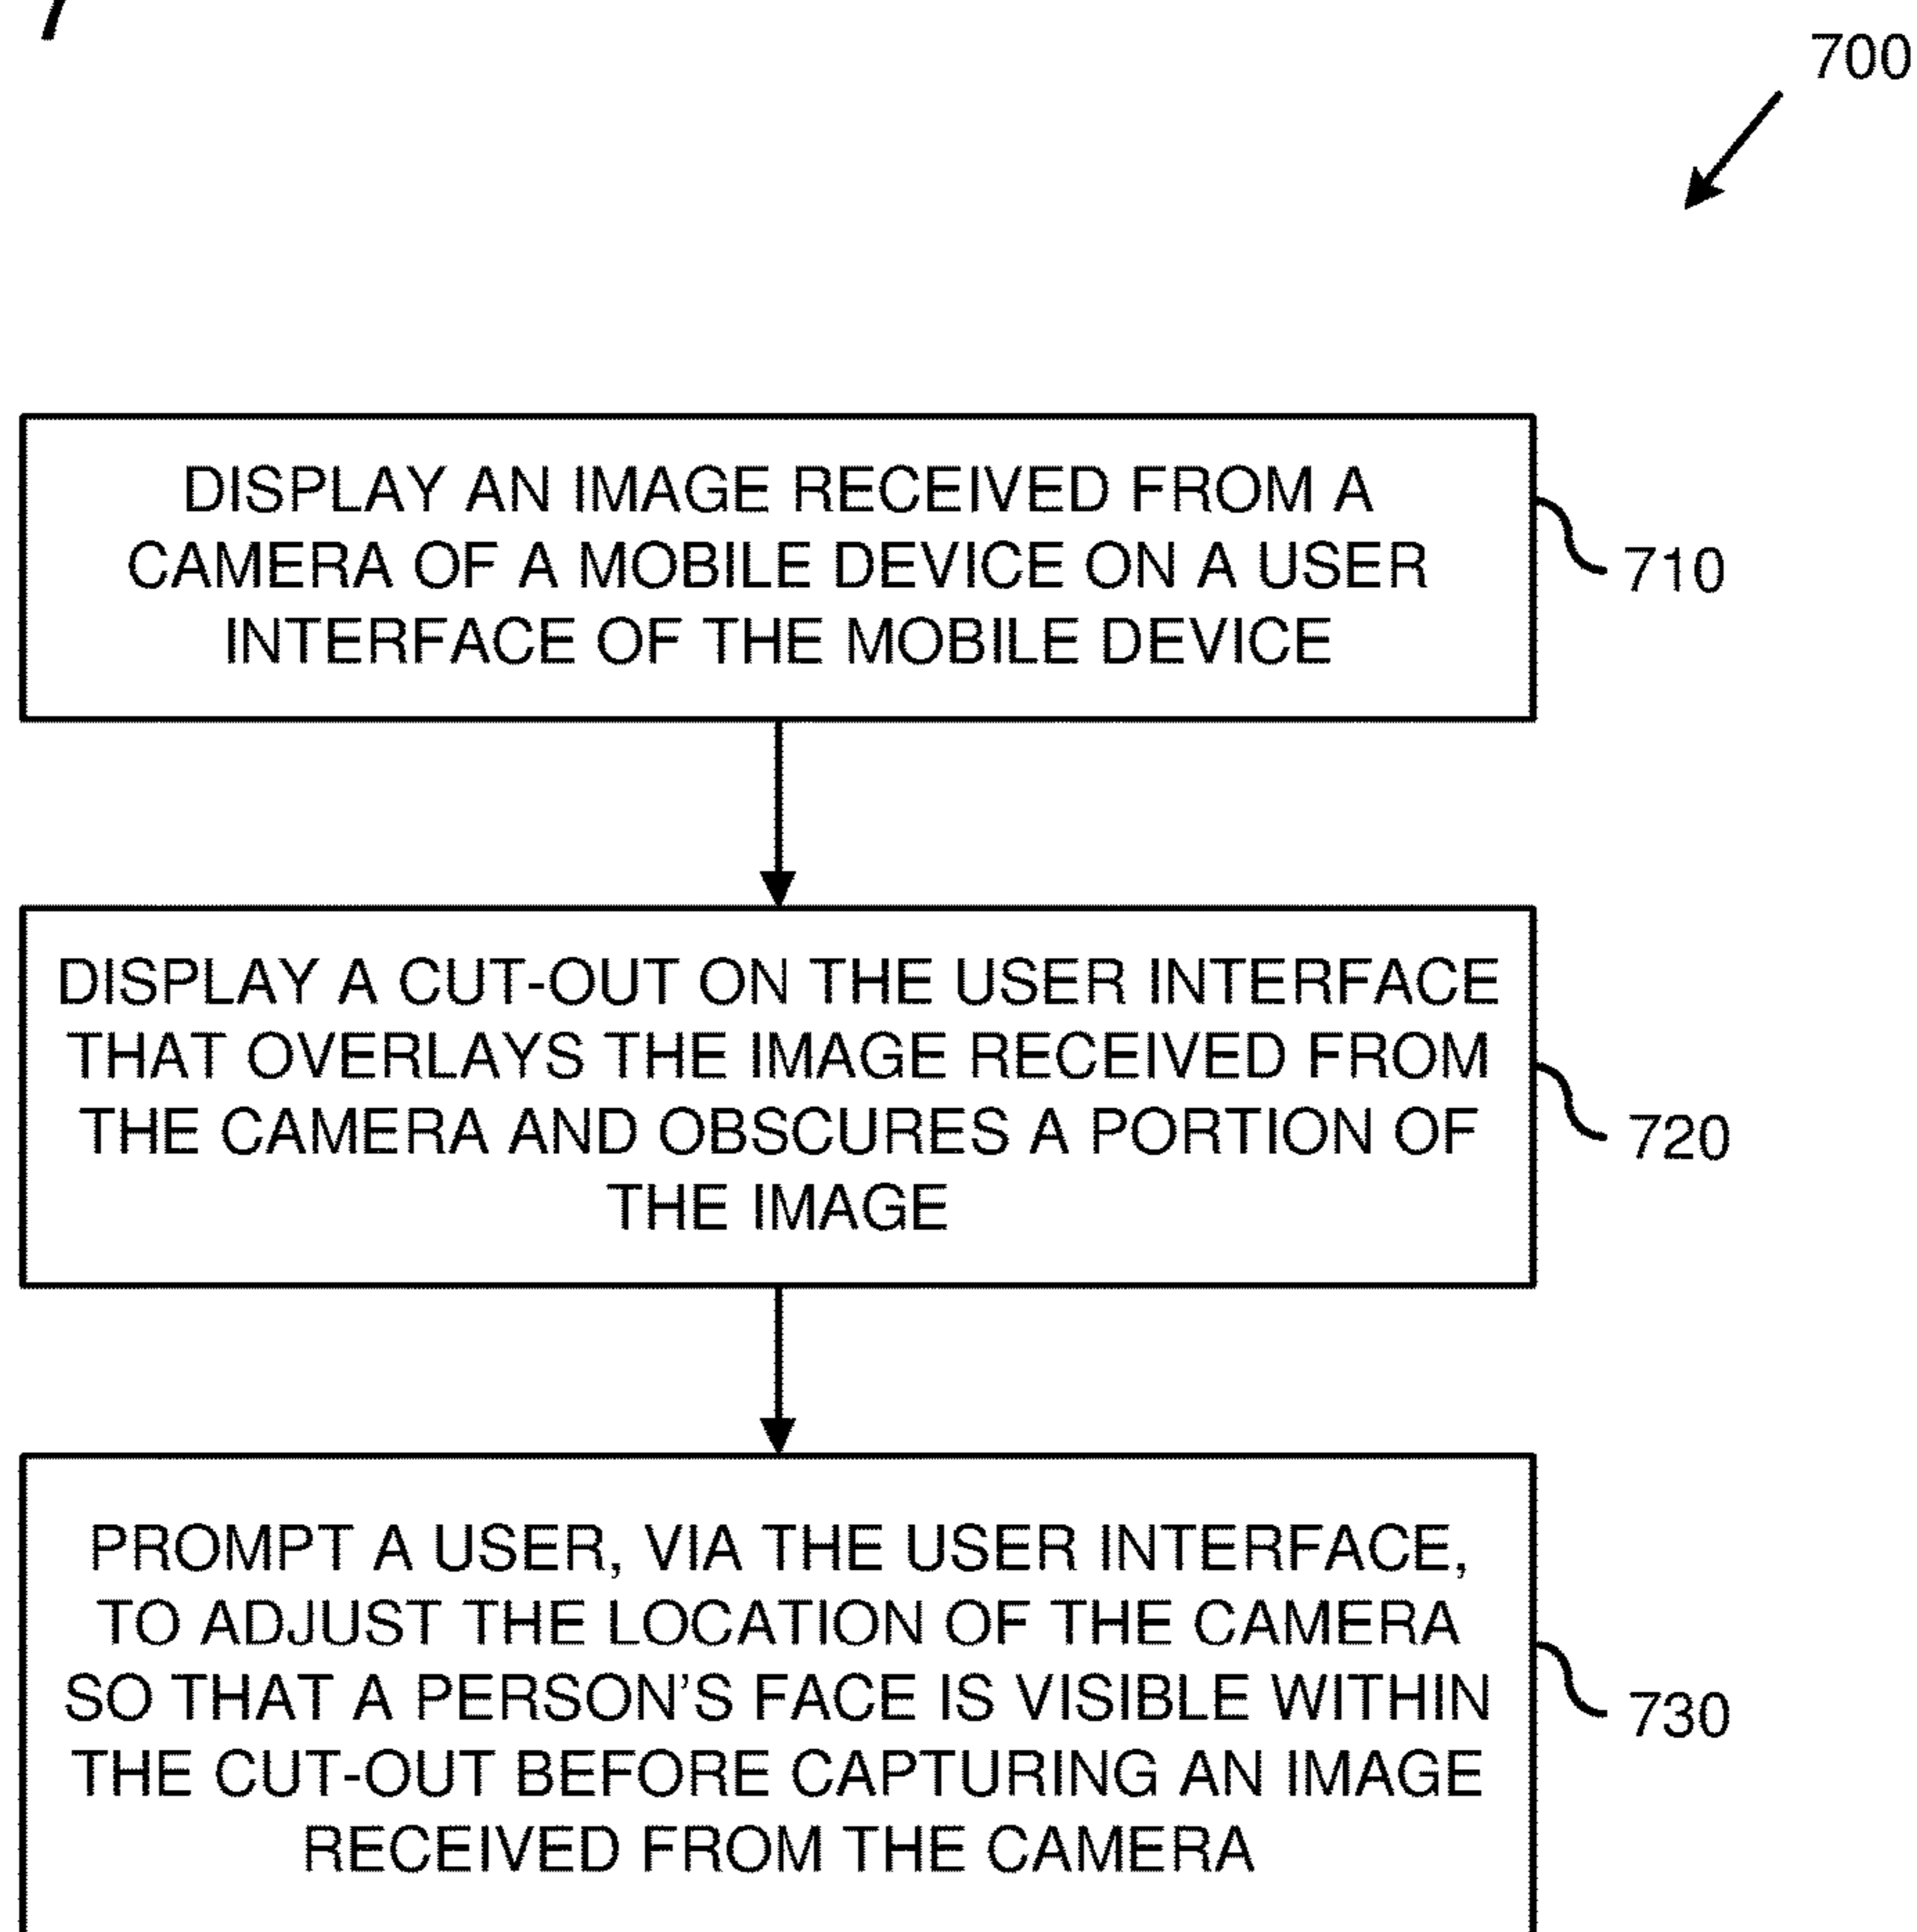 700
DISPLAY AN IMAGE RECEIVED FROM A
CAMERA OF A MOBILE DEVICE ON A USER
INTERFACE OF THE MOBILE DEVICE
710
DISPLAY A CUT-OUT ON THE USER INTERFACE
THAT OVERLAYS THE IMAGE RECEIVED FROM
THE CAMERA AND OBSCURES A PORTION OF
THE IMAGE
720
PROMPT A USER, VIA THE USER INTERFACE,
TO ADJUST THE LOCATION OF THE CAMERA
SO THAT A PERSON'S FACE IS VISIBLE WITHIN
THE CUT-OUT BEFORE CAPTURING AN IMAGE
RECEIVED FROM THE CAMERA
730